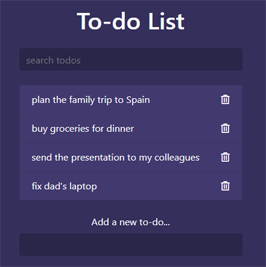 To-do List
search todos
plan the family trip to Spain
buy groceries for dinner
send the presentation to my colleagues
fix dad's laptop
Add a new to-do...